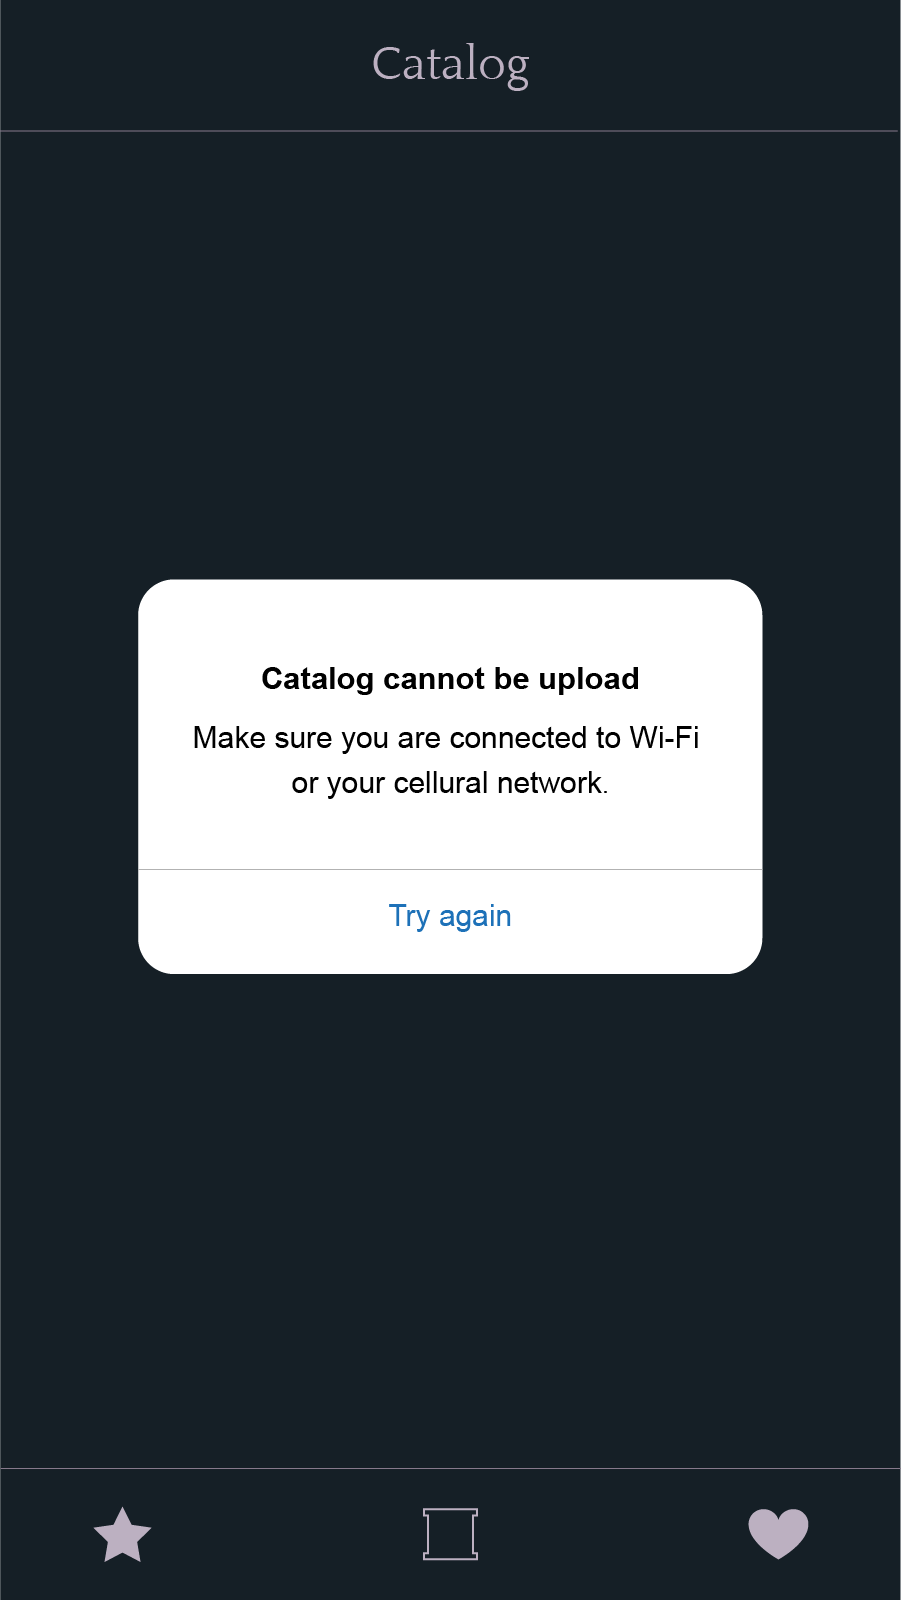 Catalog
Catalog cannot be upload
Make sure you are connected to Wi-Fi
or your cellural network.
Try again